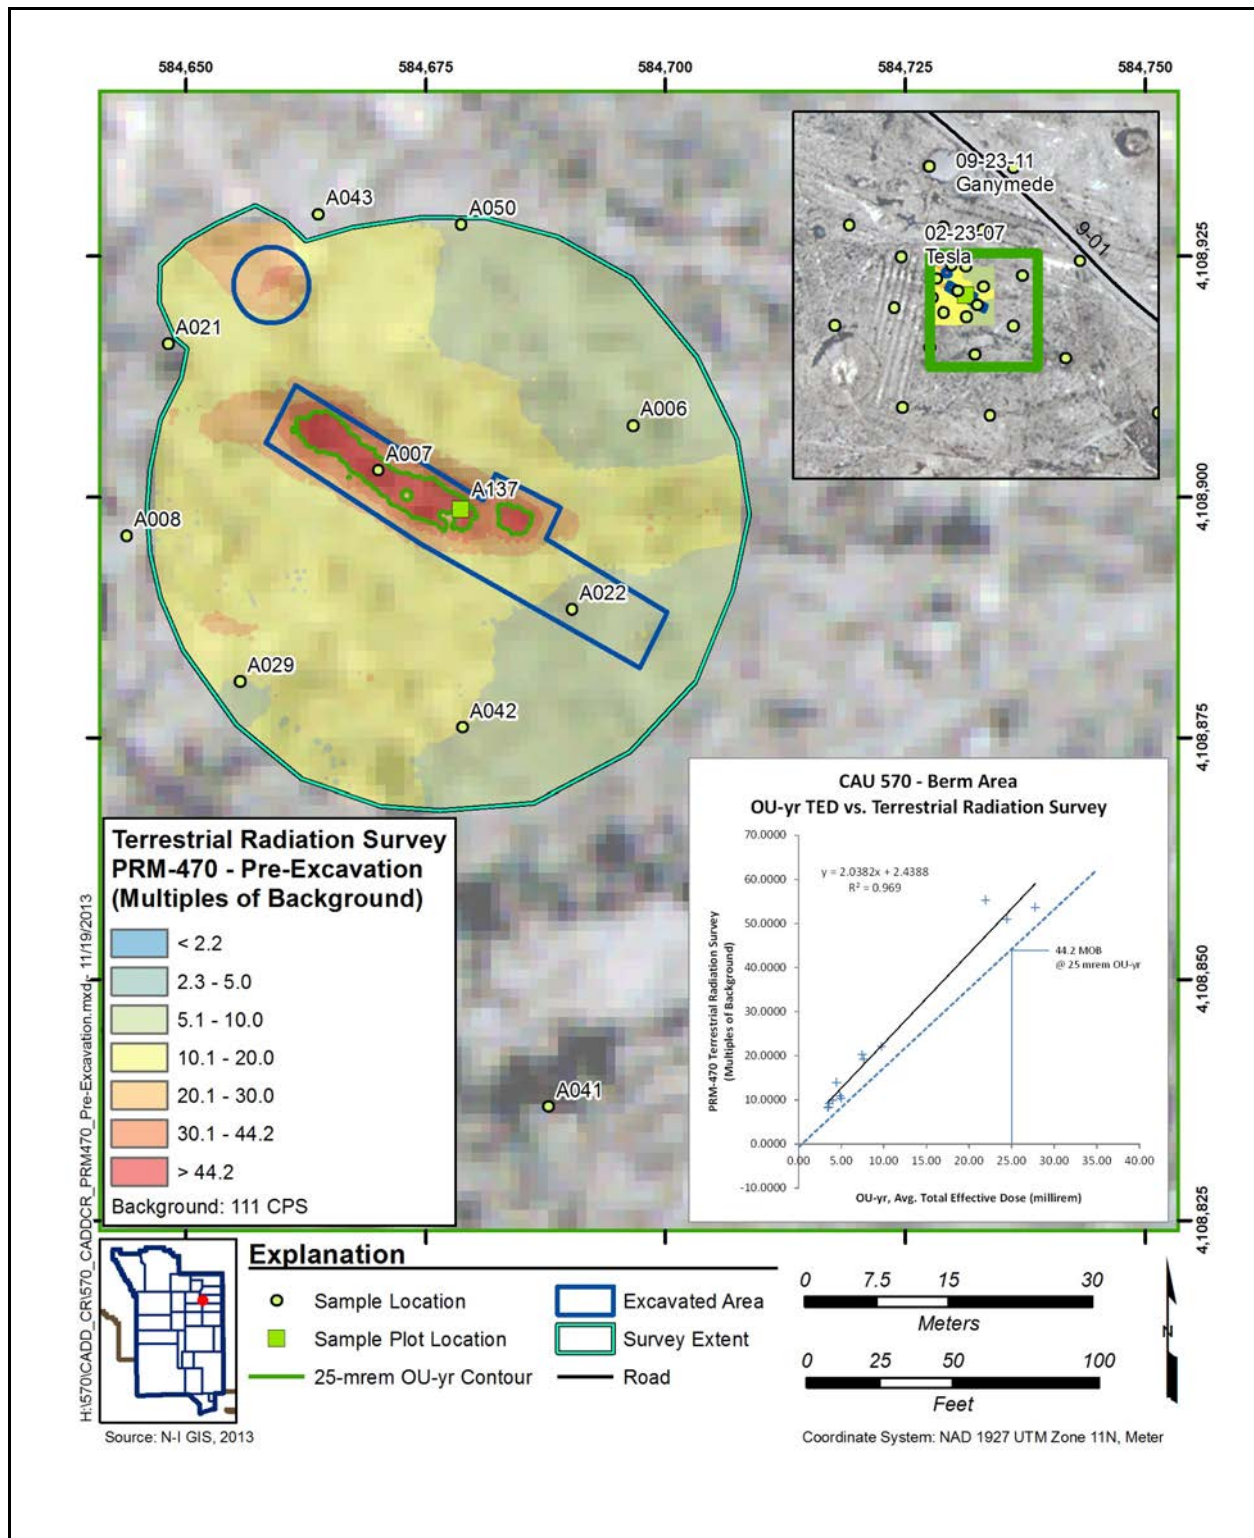 584,650
584,675
584,700
584,725
584,750
4,108,925
4,108,900
4,108,875
4,108,850
4,108,825
A043
A050
A021
A006
A007
A137
A008
A022
A029
A042
A041
09-23-11
Ganymede
02-23-07
Tesla
9-01
CAU 570 - Berm Area
OU-yr TED vs. Terrestrial Radiation Survey
70.0000
60.0000
50.0000
40.0000
30.0000
20.0000
10.0000
0.0000
-10.0000
y = 2.0382x + 2.4388
R² = 0.969
44.2 MOB
@ 25 mrem OU-yr
PRM-470 Terrestrial Radiation Survey
(Multiples of Background)
0.00 5.00 10.00 15.00 20.00 25.00 30.00 35.00 40.00
OU-yr, Avg. Total Effective Dose (millirem)
Terrestrial Radiation Survey
PRM-470 - Pre-Excavation
(Multiples of Background)
< 2.2
2.3 - 5.0
5.1 - 10.0
10.1 - 20.0
20.1 - 30.0
30.1 - 44.2
> 44.2
Background: 111 CPS
H:\570\CADD_CR\570_CADDCR_PRM470_Pre-Excavation.mxd - 11/19/2013
Explanation
Sample Location
Sample Plot Location
25-mrem OU-yr Contour
Excavated Area
Survey Extent
Road
0 7.5 15 30
Meters
0 25 50 100
Feet
N
Source: N-I GIS, 2013
Coordinate System: NAD 1927 UTM Zone 11N, Meter